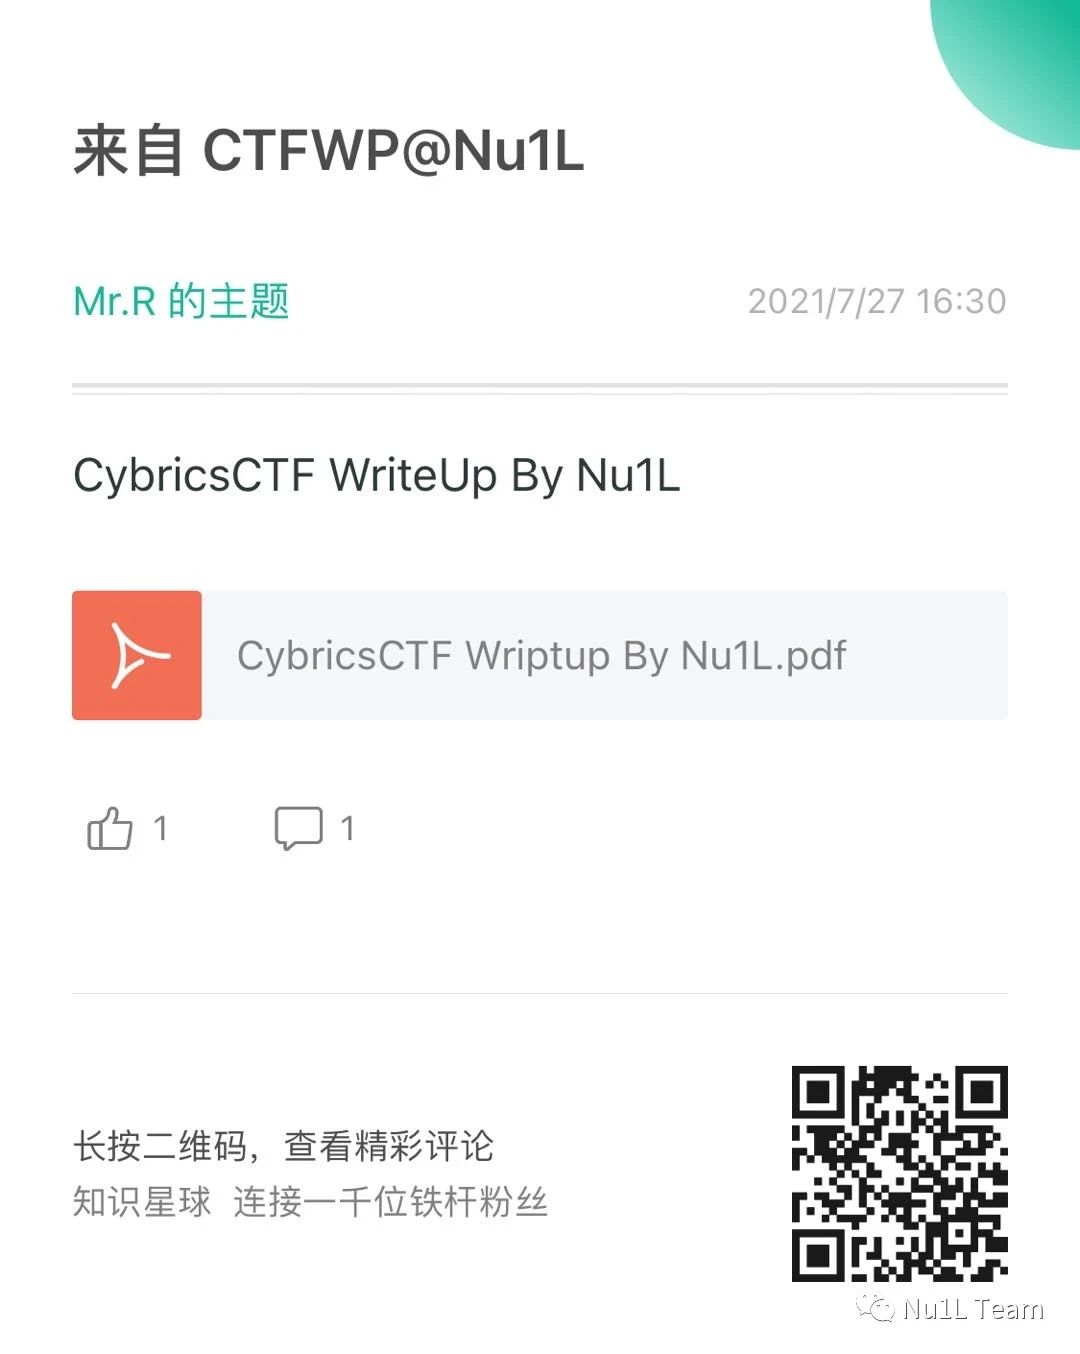 来自 CTFWP@Nu1L
Mr.R 的主题
2021/7/27 16:30
CybricsCTF WriteUp By Nu1L
CybricsCTF Wriptup By Nu1L.pdf
1
1
长按二维码，查看精彩评论
知识星球 连接一千位铁杆粉丝
Nu1L Team